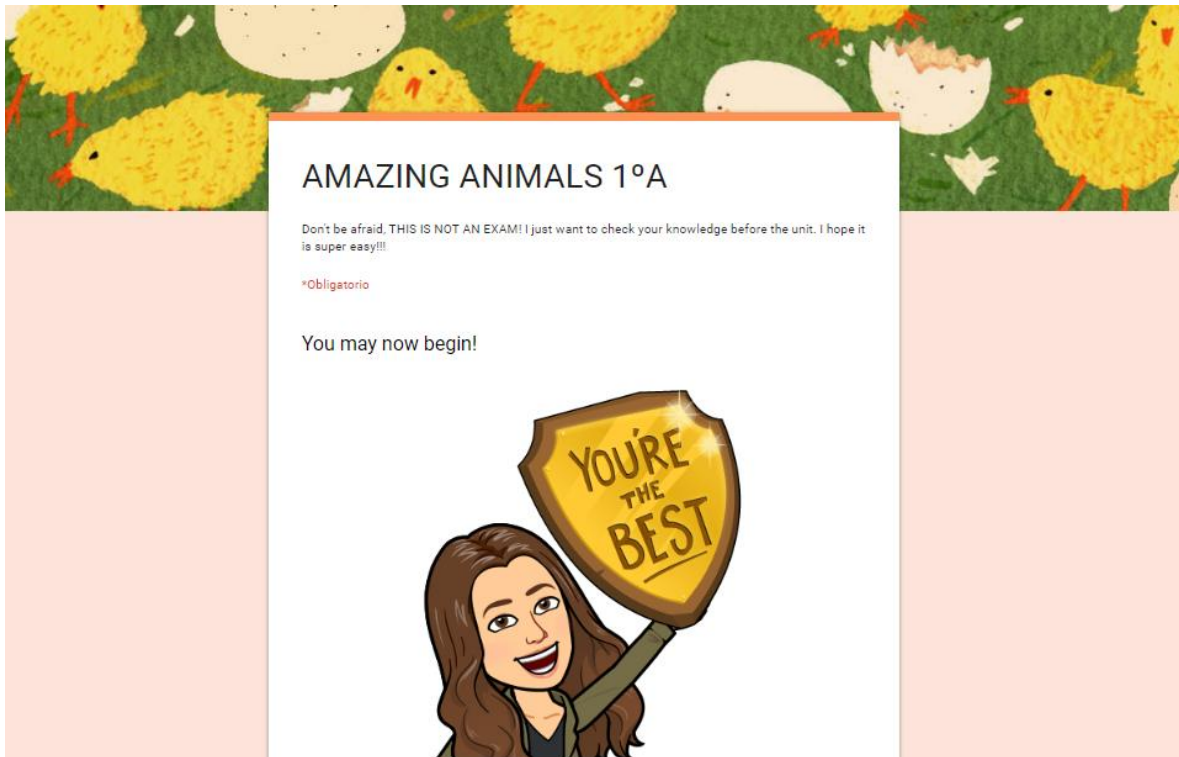 AMAZING ANIMALS 1ºA
Don't be afraid, THIS IS NOT AN EXAM! I just want to check your knowledge before the unit. I hope it
is super easy!!!
*Obligatorio
You may now begin!
YOU'RE
THE
BEST